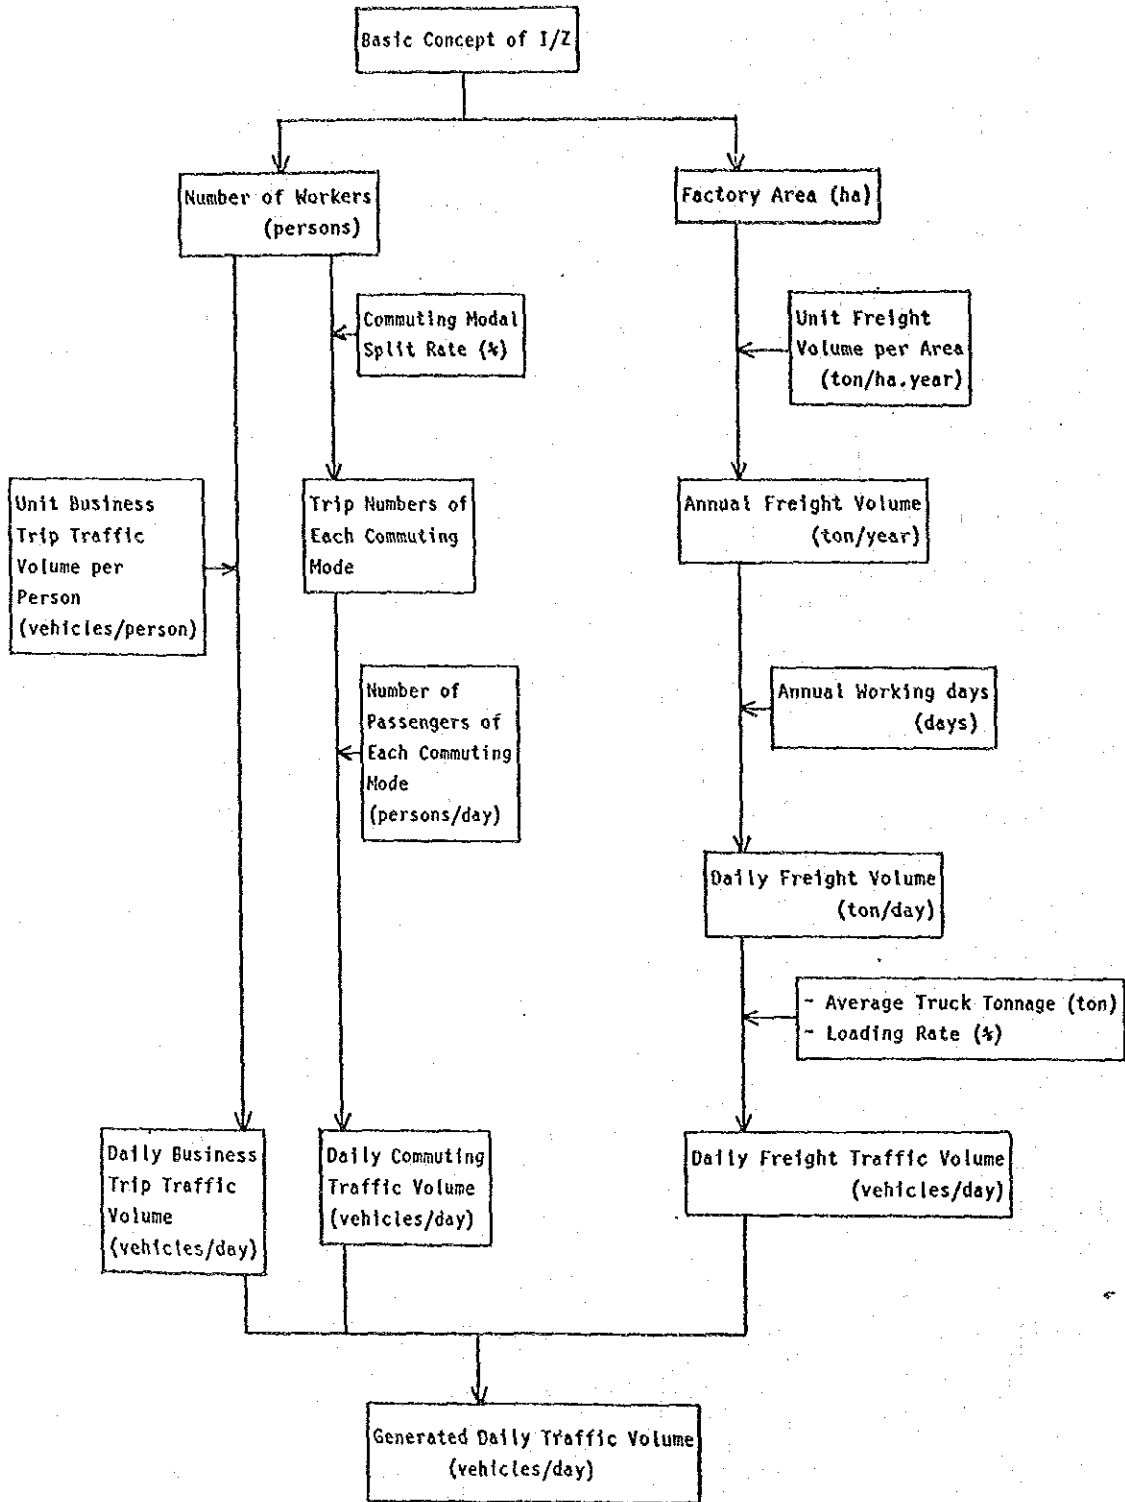 Basic Concept of I/Z
Number of Workers
(persons)
Factory Area (ha)
Commuting Modal
Split Rate (%)
Unit Freight
Volume per Area
(ton/ha.year)
Unit Business
Trip Traffic
Volume per
Person
(vehicles/person)
Trip Numbers of
Each Commuting
Mode
Annual Freight Volume
(ton/year)
Number of
Passengers of
Each Commuting
Mode
(persons/day)
Annual Working days
(days)
Daily Freight Volume
(ton/day)
- Average Truck Tonnage (ton)
- Loading Rate (%)
Daily Business
Trip Traffic
Volume
(vehicles/day)
Daily Commuting
Traffic Volume
(vehicles/day)
Daily Freight Traffic Volume
(vehicles/day)
Generated Daily Traffic Volume
(vehicles/day)